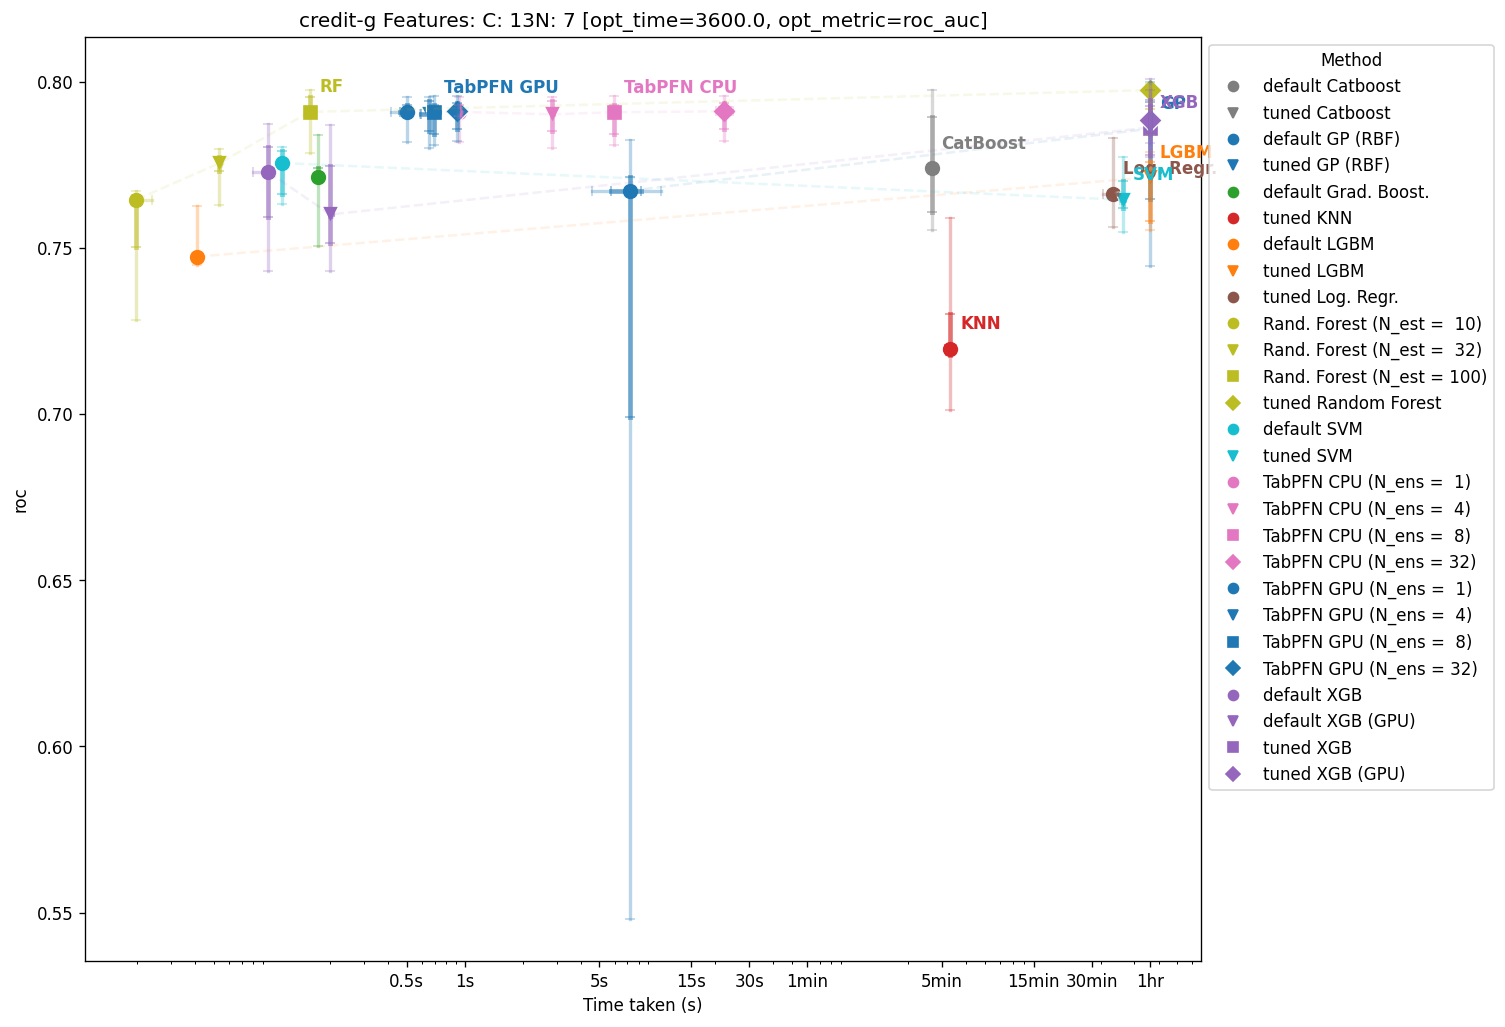 credit-g Features: C: 13N: 7 [opt_time=3600.0, opt_metric=roc_auc]
roc
0.80
0.75
0.70
0.65
0.60
0.55
RF
TabPFN GPU
TabPFN CPU
CatBoost
KNN
XGB
GP
LGBM
Log. Regr.
SVM
0.5s 1s 5s 15s 30s 1min 5min 15min 30min 1hr
Time taken (s)
Method
default Catboost
tuned Catboost
default GP (RBF)
tuned GP (RBF)
default Grad. Boost.
tuned KNN
default LGBM
tuned LGBM
tuned Log. Regr.
Rand. Forest (N_est =  10)
Rand. Forest (N_est =  32)
Rand. Forest (N_est = 100)
tuned Random Forest
default SVM
tuned SVM
TabPFN CPU (N_ens =  1)
TabPFN CPU (N_ens =  4)
TabPFN CPU (N_ens =  8)
TabPFN CPU (N_ens = 32)
TabPFN GPU (N_ens =  1)
TabPFN GPU (N_ens =  4)
TabPFN GPU (N_ens =  8)
TabPFN GPU (N_ens = 32)
default XGB
default XGB (GPU)
tuned XGB
tuned XGB (GPU)